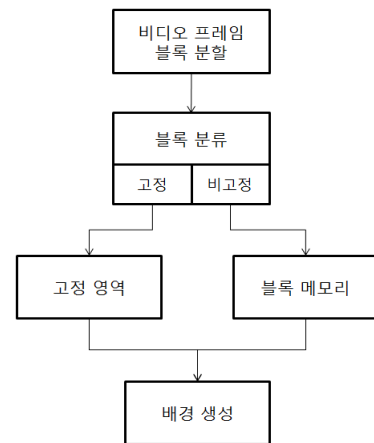 비디오 프레임
블록 분할
블록 분류
고정
비고정
고정 영역
블록 메모리
배경 생성